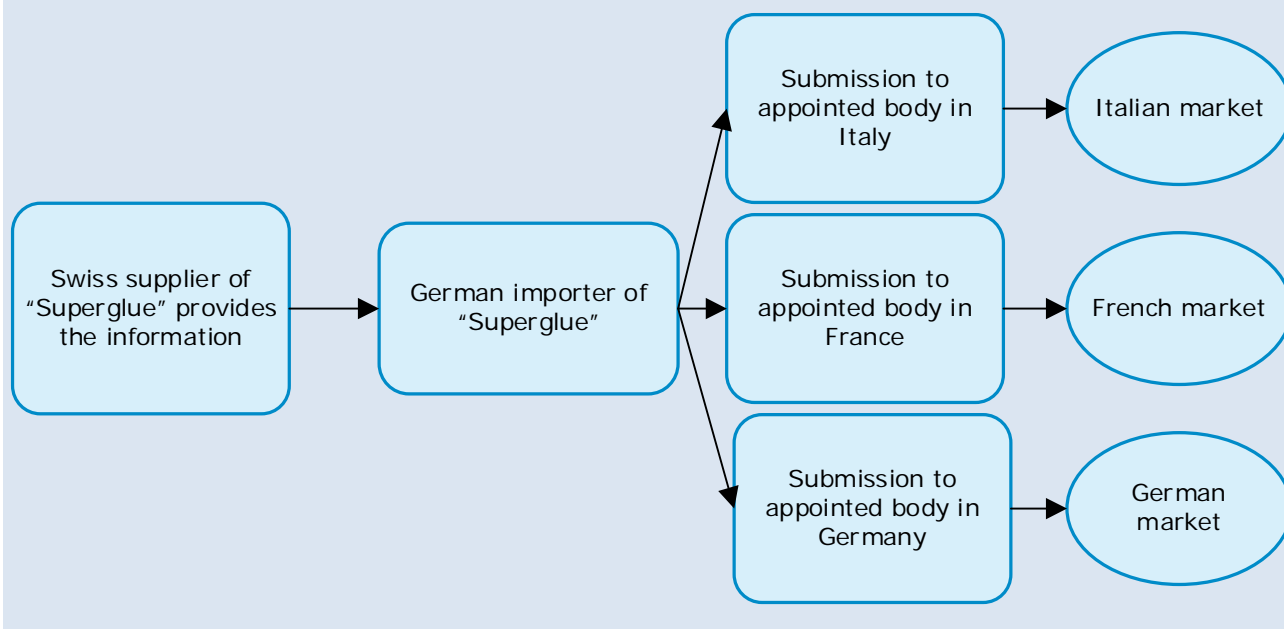 Swiss supplier of
“Superglue” provides
the information
German importer of
“Superglue”
Submission to
appointed body in
Italy
Italian market
Submission to
appointed body in
France
French market
Submission to
appointed body in
Germany
German
market